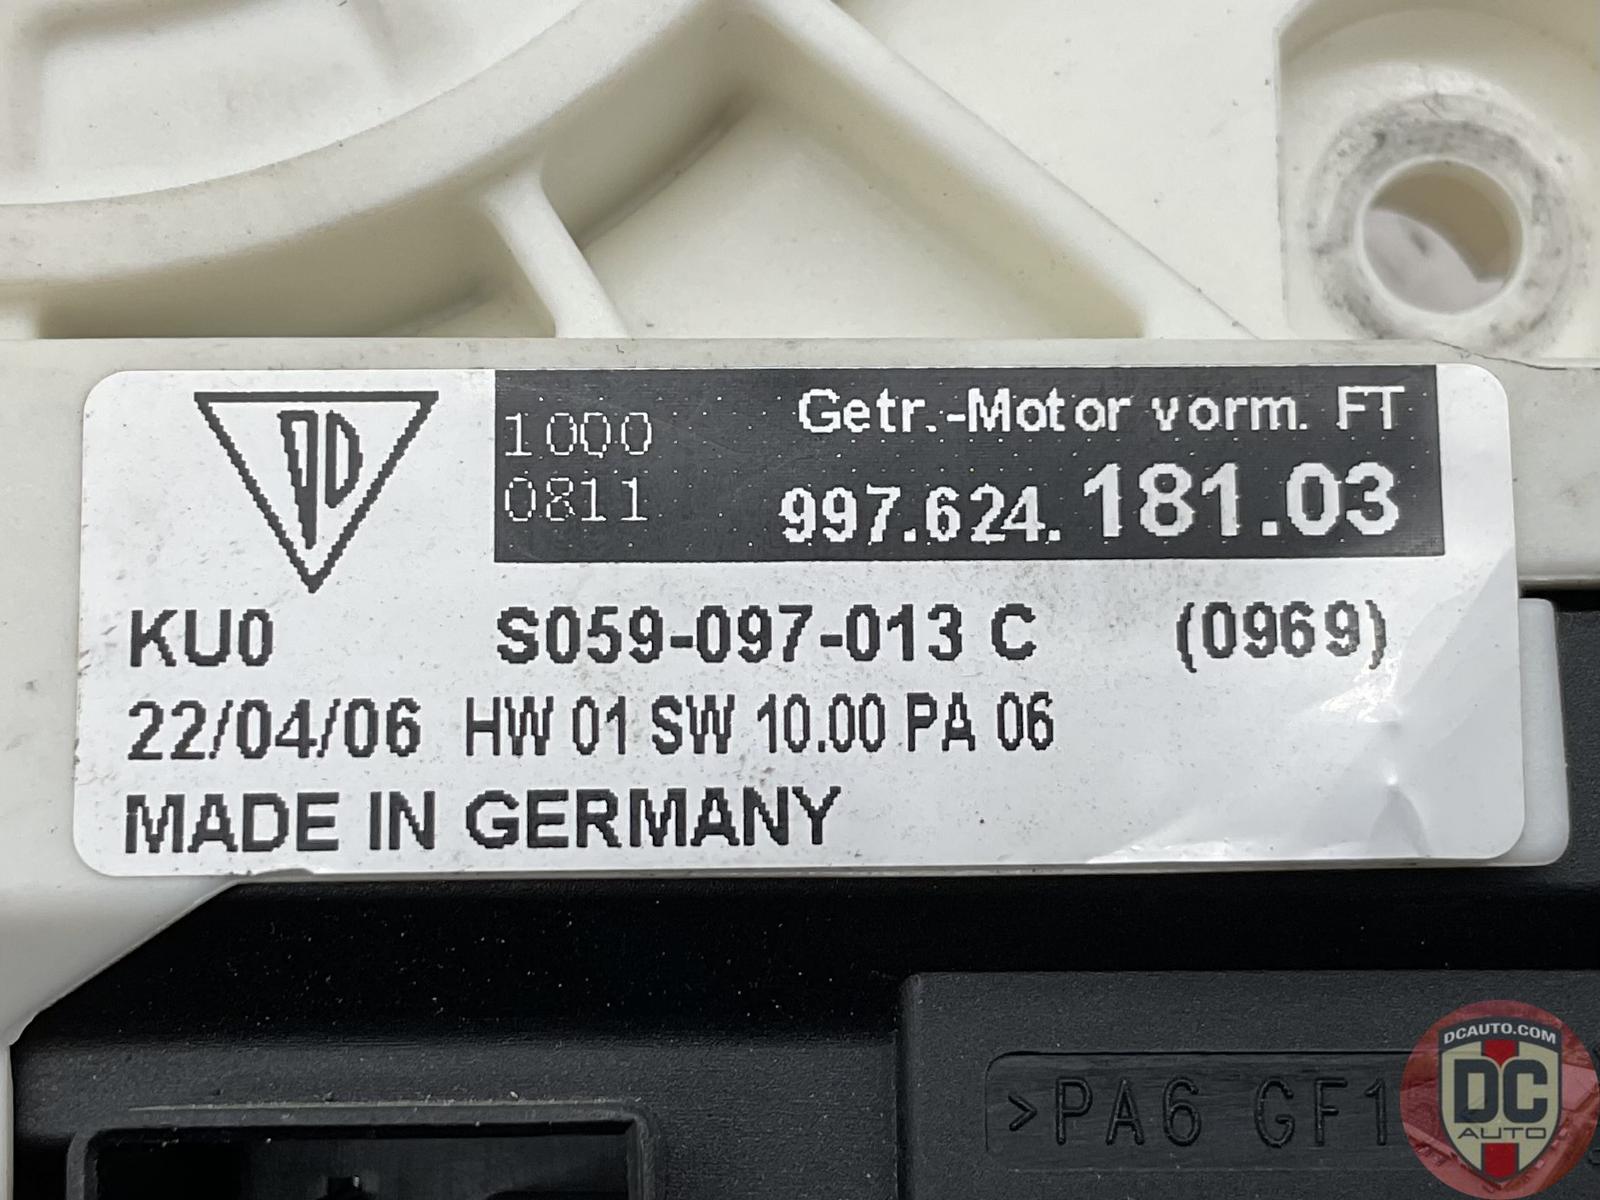 1000
0811
Getr.-Motor vorm. FT
997.624.181.03
KU0 S059-097-013 C (0969)
22/04/06 HW 01 SW 10.00 PA 06
MADE IN GERMANY
>PA6 GF1
DCAUTO.COM
DC
AUTO